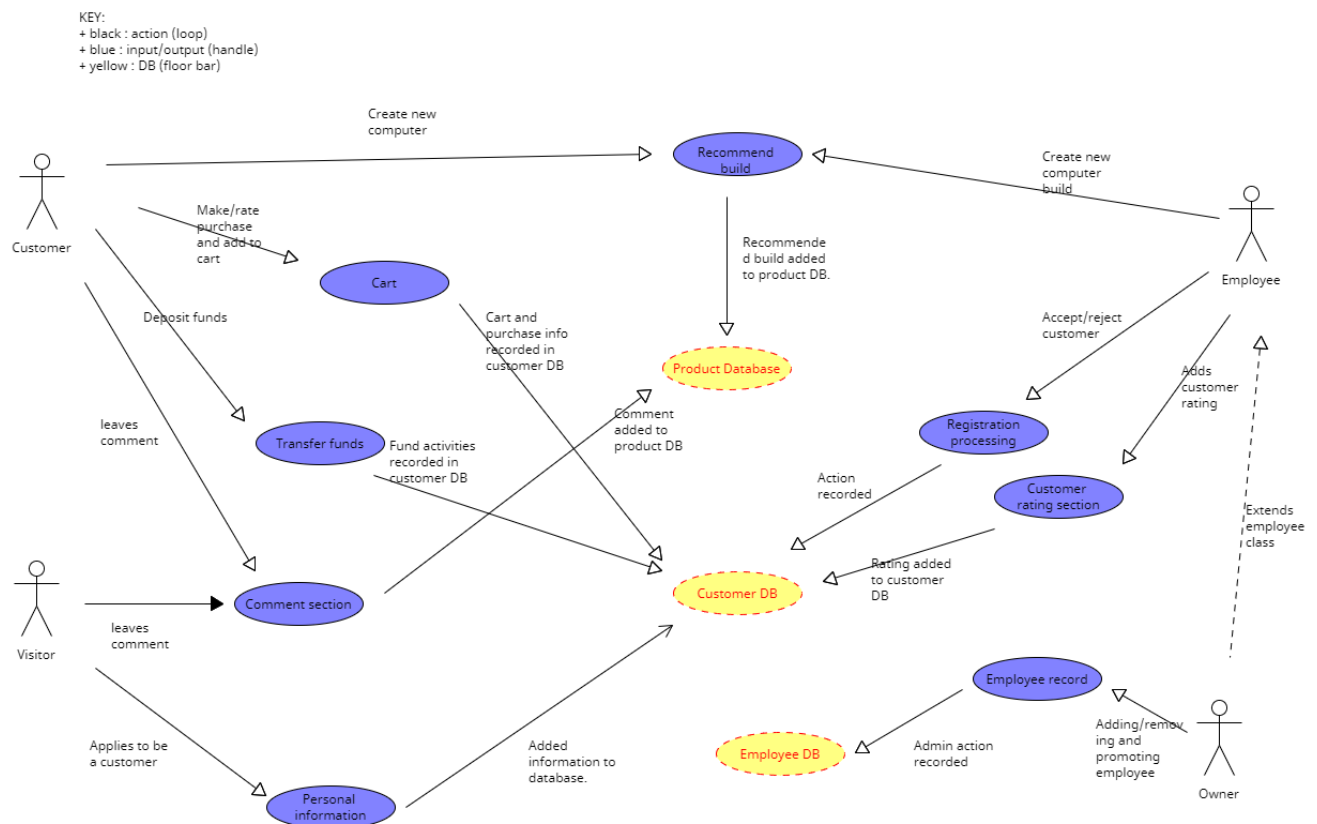 KEY:
+ black : action (loop)
+ blue : input/output (handle)
+ yellow : DB (floor bar)
Create new
computer
Recommend
build
Create new
computer
build
Customer
Make/rate
purchase
and add to
cart
Cart
Recommende
d build added
to product DB.
Employee
Deposit funds
Cart and
purchase info
recorded in
customer DB
Accept/reject
customer
Product Database
Adds
customer
rating
leaves
comment
Transfer funds
Fund activities
recorded in
customer DB
Comment
added to
product DB
Registration
processing
Action
recorded
Customer
rating section
Extends
employee
class
Rating added
to customer
DB
Customer DB
Comment section
Visitor
leaves
comment
Employee record
Applies to be
a customer
Added
information to
database.
Employee DB
Admin action
recorded
Adding/remov
ing and
promoting
employee
Owner
Personal
information